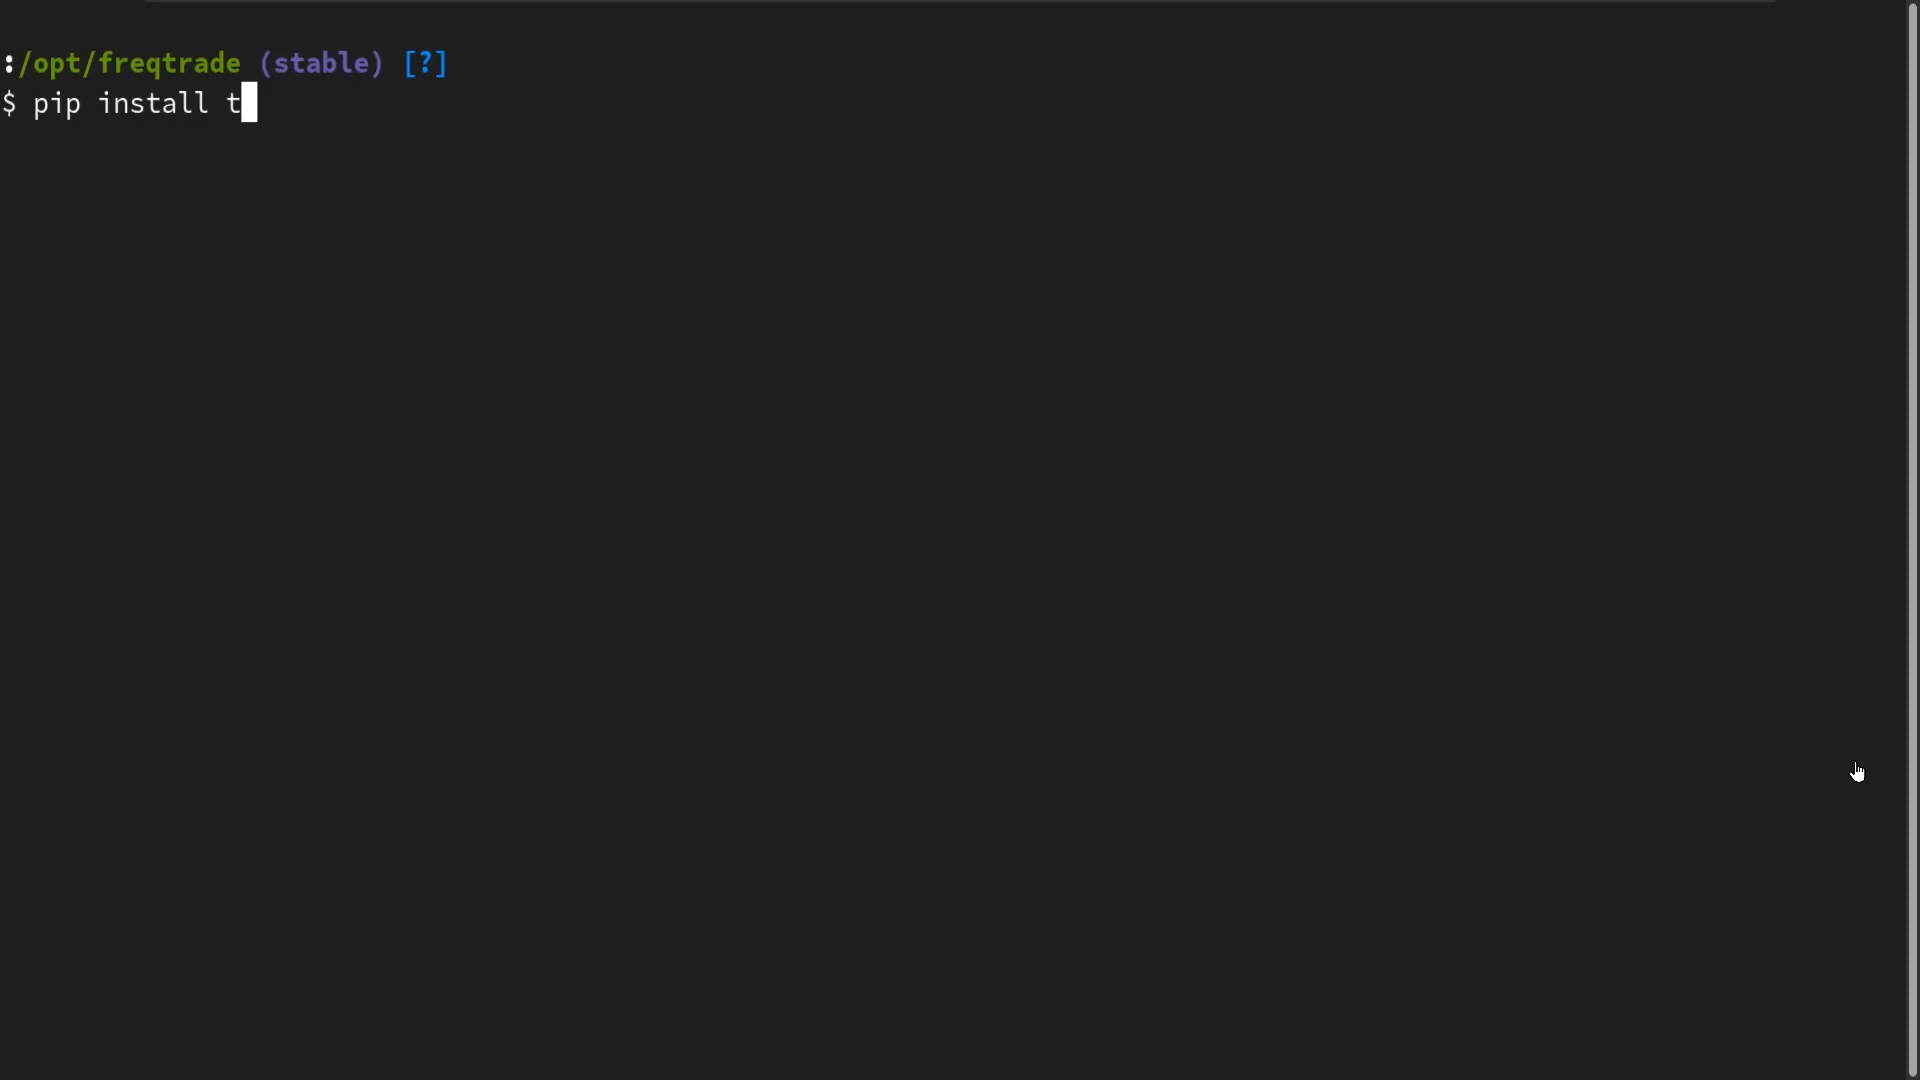 :/opt/freqtrade (stable) [?]
$ pip install t